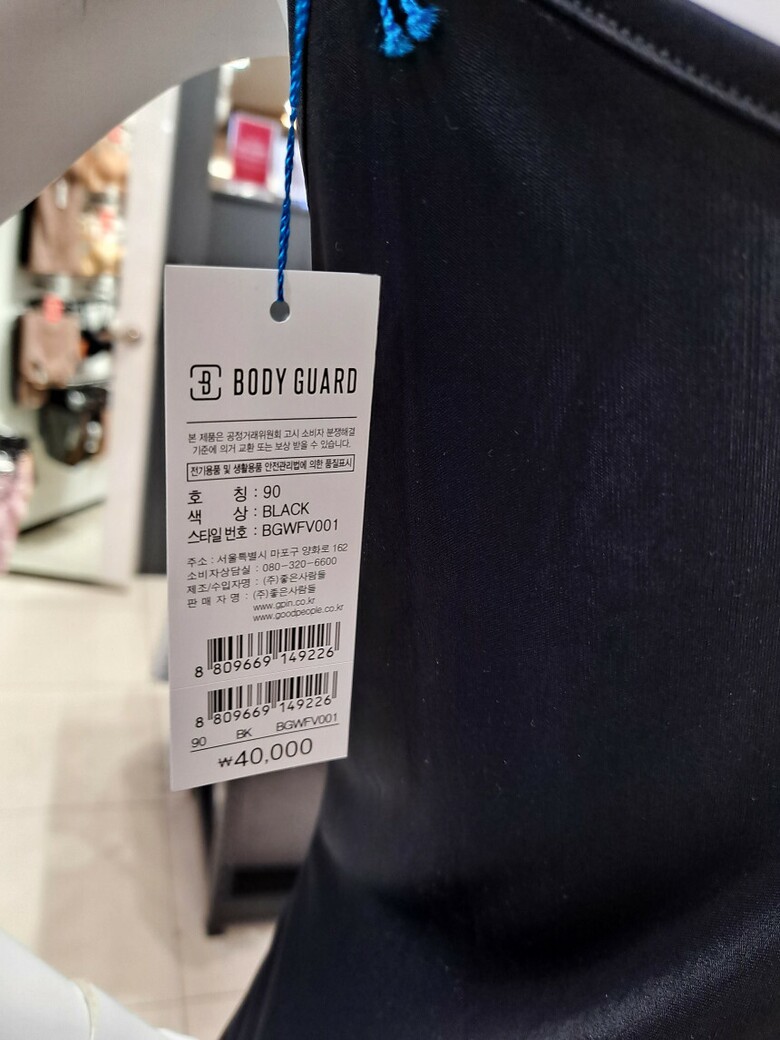 BODY GUARD
본 제품은 공정거래위원회 고시 소비자 분쟁해결
기준에 의거 교환 또는 보상 받을 수 있습니다.
전기용품 및 생활용품 안전관리법에 의한 품질표시
호 칭 : 90
색 상 : BLACK
스타일 번호 : BGWFV001
주소 : 서울특별시 마포구 양화로 162
소비자상담실 : 080-320-6600
제조/수입자명 : (주)좋은사람들
판 매 자 명 : (주)좋은사람들
www.gpin.co.kr
www.goodpeople.co.kr
8 809669 149226
8 809669 149226
90 BK BGWFV001
₩40,000